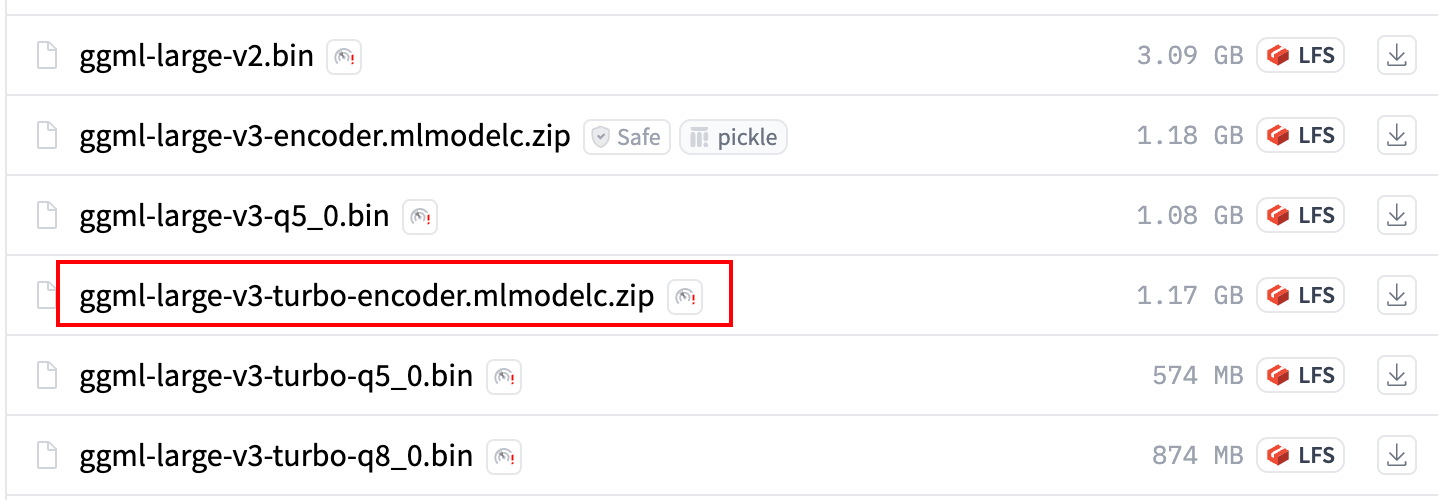 ggml-large-v2.bin 3.09 GB LFS
ggml-large-v3-encoder.mlmodelc.zip Safe pickle 1.18 GB LFS
ggml-large-v3-q5_0.bin 1.08 GB LFS
ggml-large-v3-turbo-encoder.mlmodelc.zip 1.17 GB LFS
ggml-large-v3-turbo-q5_0.bin 574 MB LFS
ggml-large-v3-turbo-q8_0.bin 874 MB LFS